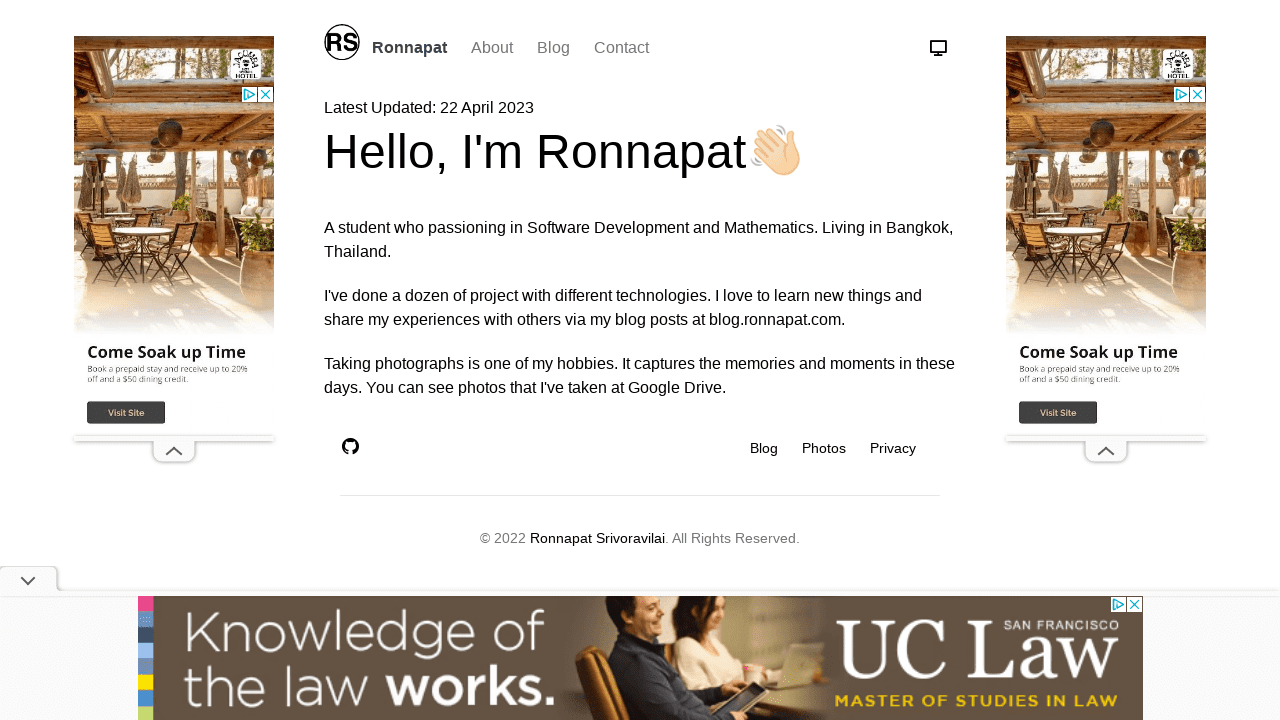 RS Ronnapat About Blog Contact
Latest Updated: 22 April 2023
Hello, I'm Ronnapat
A student who passioning in Software Development and Mathematics. Living in Bangkok,
Thailand.
I've done a dozen of project with different technologies. I love to learn new things and
share my experiences with others via my blog posts at blog.ronnapat.com.
Taking photographs is one of my hobbies. It captures the memories and moments in these
days. You can see photos that I've taken at Google Drive.
Blog Photos Privacy
© 2022 Ronnapat Srivoravilai. All Rights Reserved.
HOTEL
Come Soak up Time
Book a prepaid stay and receive up to 20%
off and a $50 dining credit.
Visit Site
HOTEL
Come Soak up Time
Book a prepaid stay and receive up to 20%
off and a $50 dining credit.
Visit Site
Knowledge of
the law works.
SAN FRANCISCO
UC Law
MASTER OF STUDIES IN LAW